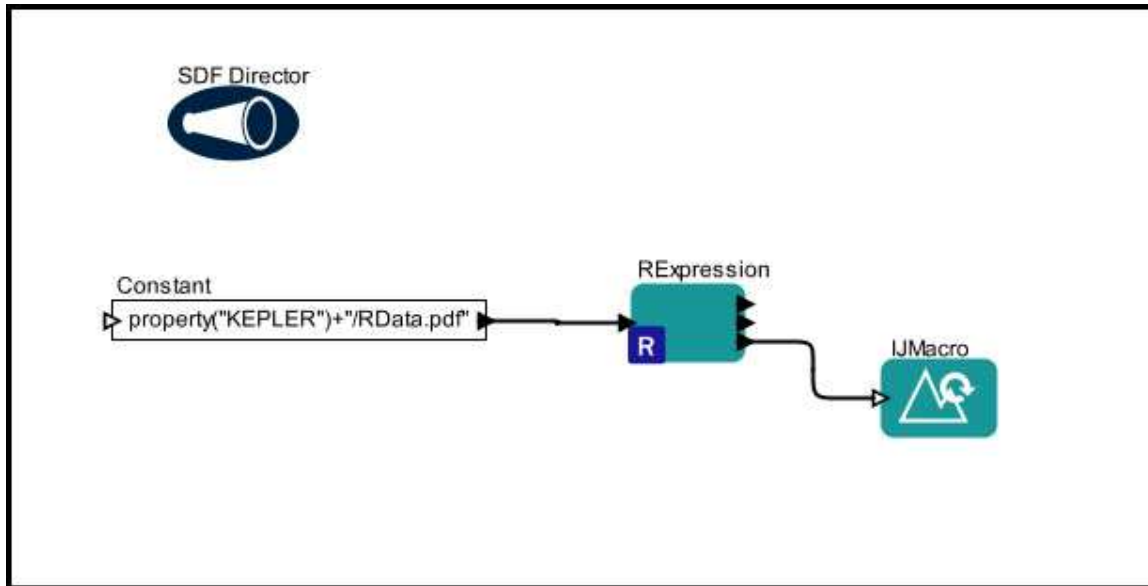 SDF Director
Constant
property("KEPLER")+"/RData.pdf"
RExpression
R
IJMacro